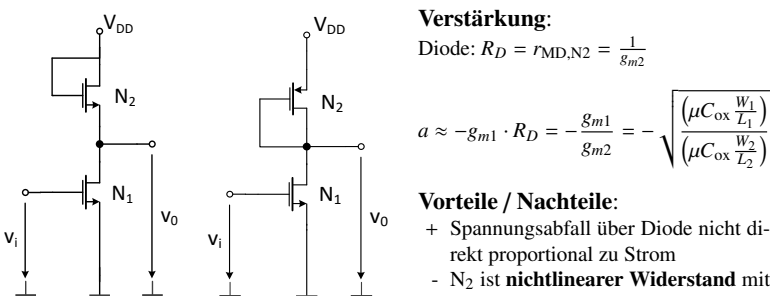 V_DD
N_2
N_1
v_i
v_0
V_DD
N_2
N_1
v_i
v_0
Verstärkung:
Diode: R_D = r_MD,N2 = 1/g_m2
a ≈ −g_m1 · R_D = − g_m1/g_m2 = − √((μC_ox W_1/L_1)/(μC_ox W_2/L_2))
Vorteile / Nachteile:
+ Spannungsabfall über Diode nicht di-
rekt proportional zu Strom
- N_2 ist nichtlinearer Widerstand mit